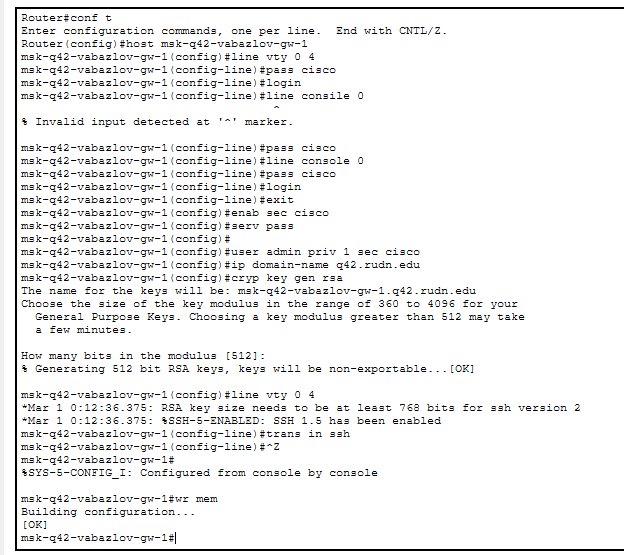 Router#conf t
Enter configuration commands, one per line.  End with CNTL/Z.
Router(config)#host msk-q42-vabazlov-gw-1
msk-q42-vabazlov-gw-1(config)#line vty 0 4
msk-q42-vabazlov-gw-1(config-line)#pass cisco
msk-q42-vabazlov-gw-1(config-line)#login
msk-q42-vabazlov-gw-1(config-line)#line consile 0
^
% Invalid input detected at '^' marker.
msk-q42-vabazlov-gw-1(config-line)#pass cisco
msk-q42-vabazlov-gw-1(config-line)#line console 0
msk-q42-vabazlov-gw-1(config-line)#pass cisco
msk-q42-vabazlov-gw-1(config-line)#login
msk-q42-vabazlov-gw-1(config-line)#exit
msk-q42-vabazlov-gw-1(config)#enab sec cisco
msk-q42-vabazlov-gw-1(config)#serv pass
msk-q42-vabazlov-gw-1(config)#
msk-q42-vabazlov-gw-1(config)#user admin priv 1 sec cisco
msk-q42-vabazlov-gw-1(config)#ip domain-name q42.rudn.edu
msk-q42-vabazlov-gw-1(config)#cryp key gen rsa
The name for the keys will be: msk-q42-vabazlov-gw-1.q42.rudn.edu
Choose the size of the key modulus in the range of 360 to 4096 for your
General Purpose Keys. Choosing a key modulus greater than 512 may take
a few minutes.
How many bits in the modulus [512]:
% Generating 512 bit RSA keys, keys will be non-exportable...[OK]
msk-q42-vabazlov-gw-1(config)#line vty 0 4
*Mar 1 0:12:36.375: RSA key size needs to be at least 768 bits for ssh version 2
*Mar 1 0:12:36.375: %SSH-5-ENABLED: SSH 1.5 has been enabled
msk-q42-vabazlov-gw-1(config-line)#trans in ssh
msk-q42-vabazlov-gw-1(config-line)#^Z
msk-q42-vabazlov-gw-1#
%SYS-5-CONFIG_I: Configured from console by console
msk-q42-vabazlov-gw-1#wr mem
Building configuration...
[OK]
msk-q42-vabazlov-gw-1#